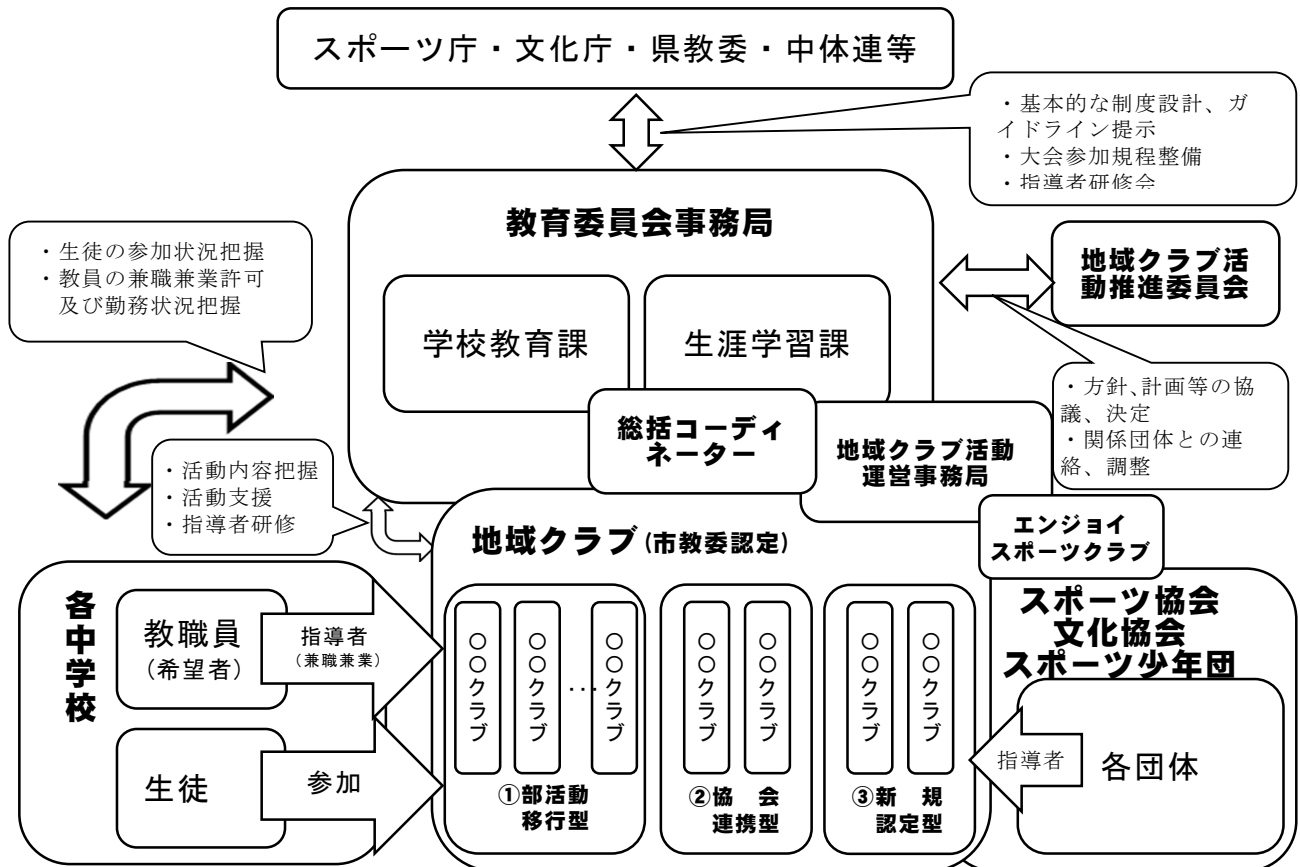 スポーツ庁・文化庁・県教委・中体連等
・基本的な制度設計、ガ
イドライン提示
・大会参加規程整備
・指導者研修会
教育委員会事務局
・生徒の参加状況把握
・教員の兼職兼業許可
及び勤務状況把握
地域クラブ活
動推進委員会
学校教育課
生涯学習課
・方針、計画等の協
議、決定
・関係団体との連
絡、調整
総括コーディ
ネーター
地域クラブ活動
運営事務局
・活動内容把握
・活動支援
・指導者研修
エンジョイ
スポーツクラブ
地域クラブ(市教委認定)
各中学校
教職員
(希望者)
指導者
(兼職兼業)
生徒
参加
○○クラブ
○○クラブ
…
○○クラブ
①部活動
移行型
○○クラブ
○○クラブ
②協　会
連携型
○○クラブ
○○クラブ
③新　規
認定型
スポーツ協会
文化協会
スポーツ少年団
指導者
各団体